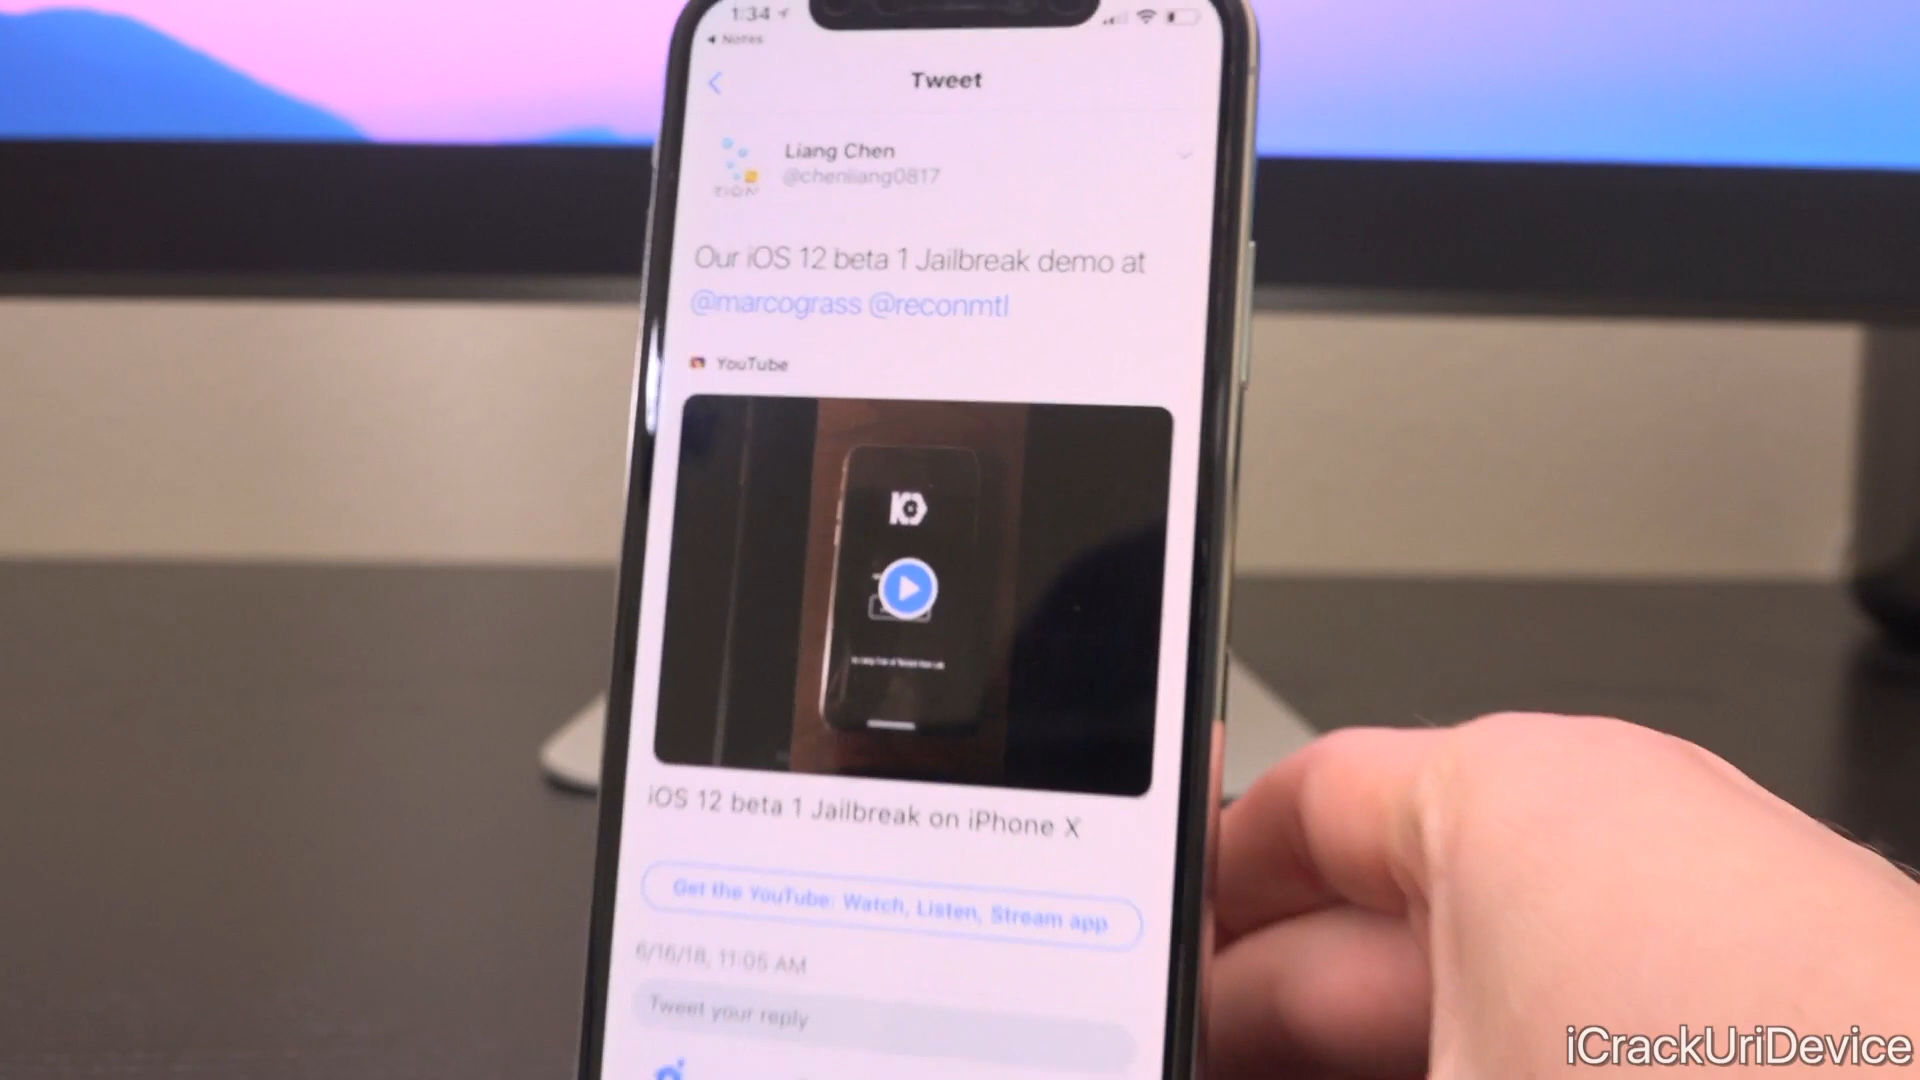 1:34
Notes
Tweet
Liang Chen
@chenliang0817
Our iOS 12 beta 1 Jailbreak demo at
@marcograss @reconmtl
YouTube
iOS 12 beta 1 Jailbreak on iPhone X
Get the YouTube: Watch, Listen, Stream app
6/16/18, 11:05 AM
Tweet your reply
iCrackUriDevice